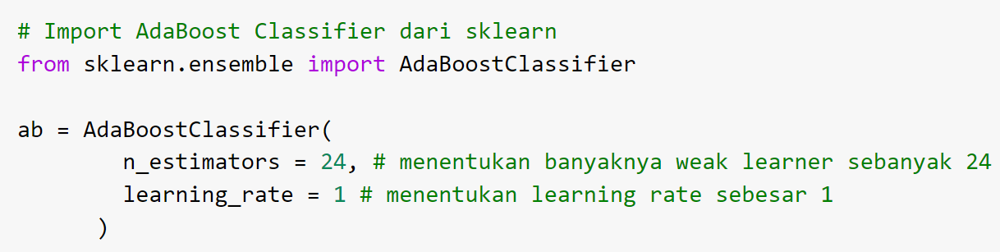 # Import AdaBoost Classifier dari sklearn
from sklearn.ensemble import AdaBoostClassifier
ab = AdaBoostClassifier(
n_estimators = 24, # menentukan banyaknya weak learner sebanyak 24
learning_rate = 1 # menentukan learning rate sebesar 1
)